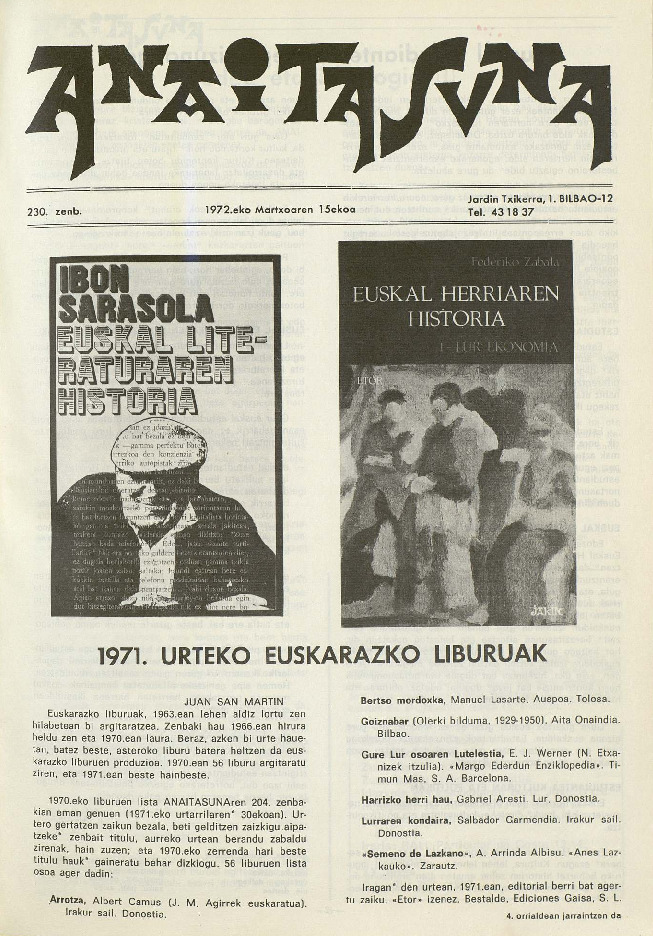 ANAITASUNA
230. zenb.
1972.eko Martxoaren 15ekoa
Jardin Txikerra, 1. BILBAO-12
Tel. 43 18 37
IBON
SARASOLA
EUSKAL LITE-
RATURAREN
HISTORIA
Federiko Zabala
EUSKAL HERRIAREN
HISTORIA
I - LUR EKONOMIA
ETOR
JAKIN
1971. URTEKO EUSKARAZKO LIBURUAK
JUAN SAN MARTIN
Euskarazko liburuak, 1963.ean lehen aldiz lortu zen
hilabetean bi argitaratzea. Zenbaki hau 1966.ean hirura
heldu zen eta 1970.ean laura. Beraz, azken bi urte haue-
tan, batez beste, asteroko liburu batera heltzen da eus-
karazko liburuen produzioa. 1970.ean 56 liburu argitaratu
ziren, eta 1971.ean beste hainbeste.
1970.eko liburuen lista ANAITASUNAren 204. zenba-
kian eman genuen (1971.eko urtarrilaren* 30ekoan). Ur-
tero gertatzen zaikun bezala, beti gelditzen zaizkigu aipa-
tzeke* zenbait titulu, aurreko urtean berandu zabaldu
zirenak, hain zuzen; eta 1970.eko zerrenda hari beste
titulu hauk* gaineratu behar dizkiogu, 56 liburuen lista
osoa ager dadin:
Arrotza, Albert Camus (J. M. Agirrek euskaratua).
Irakur sail. Donostia.
Bertso mordoxka, Manuel Lasarte. Auspoa. Tolosa.
Goiznabar (Olerki bilduma, 1929-1950), Aita Onaindia.
Bilbao.
Gure Lur osoaren Lutelestia, E. J. Werner (N. Etxa-
nizek itzulia). «Margo Ederdun Enziklopedia». Ti-
mun Mas, S. A. Barcelona.
Harrizko herri hau, Gabriel Aresti. Lur. Donostia.
Lurraren kondaira, Salbador Garmendia. Irakur sail.
Donostia.
«Semeno de Lazkano», A. Arrinda Albisu. «Anes Laz-
kauko». Zarautz.
Iragan* den urtean, 1971.ean, editorial berri bat ager-
tu zaiku. «Etor» izenez. Bestalde, Ediciones Gaisa, S. L.
4. orrialdean jarraintzen da